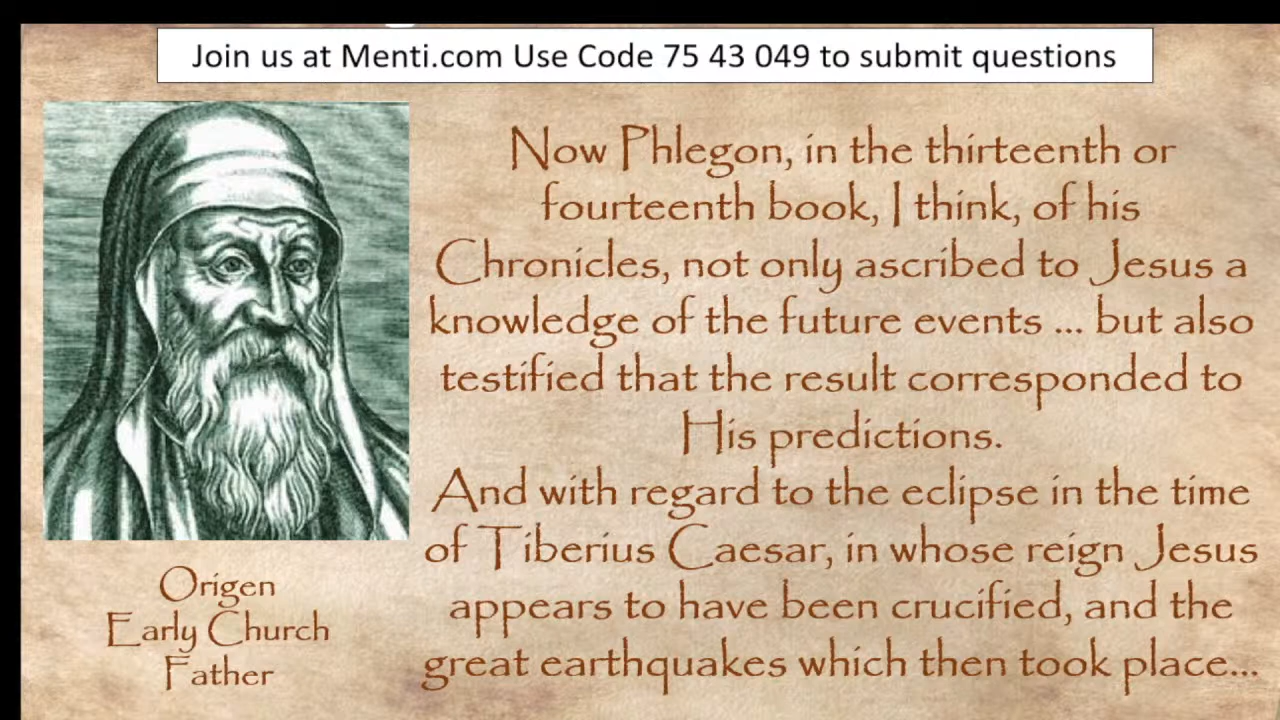 Join us at Menti.com Use Code 75 43 049 to submit questions
Now Phlegon, in the thirteenth or
fourteenth book, I think, of his
Chronicles, not only ascribed to Jesus a
knowledge of the future events ... but also
testified that the result corresponded to
His predictions.
And with regard to the eclipse in the time
of Tiberius Caesar, in whose reign Jesus
appears to have been crucified, and the
great earthquakes which then took place...
Origen
Early Church
Father